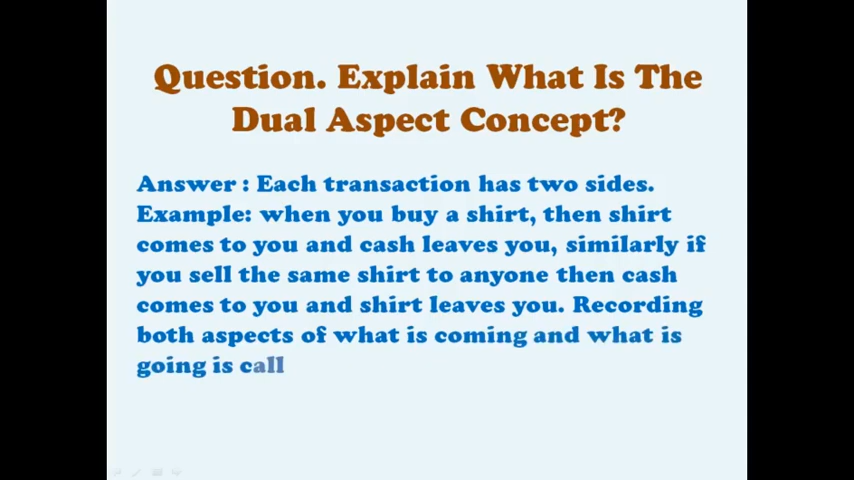 Question. Explain What Is The
Dual Aspect Concept?
Answer : Each transaction has two sides.
Example: when you buy a shirt, then shirt
comes to you and cash leaves you, similarly if
you sell the same shirt to anyone then cash
comes to you and shirt leaves you. Recording
both aspects of what is coming and what is
going is call